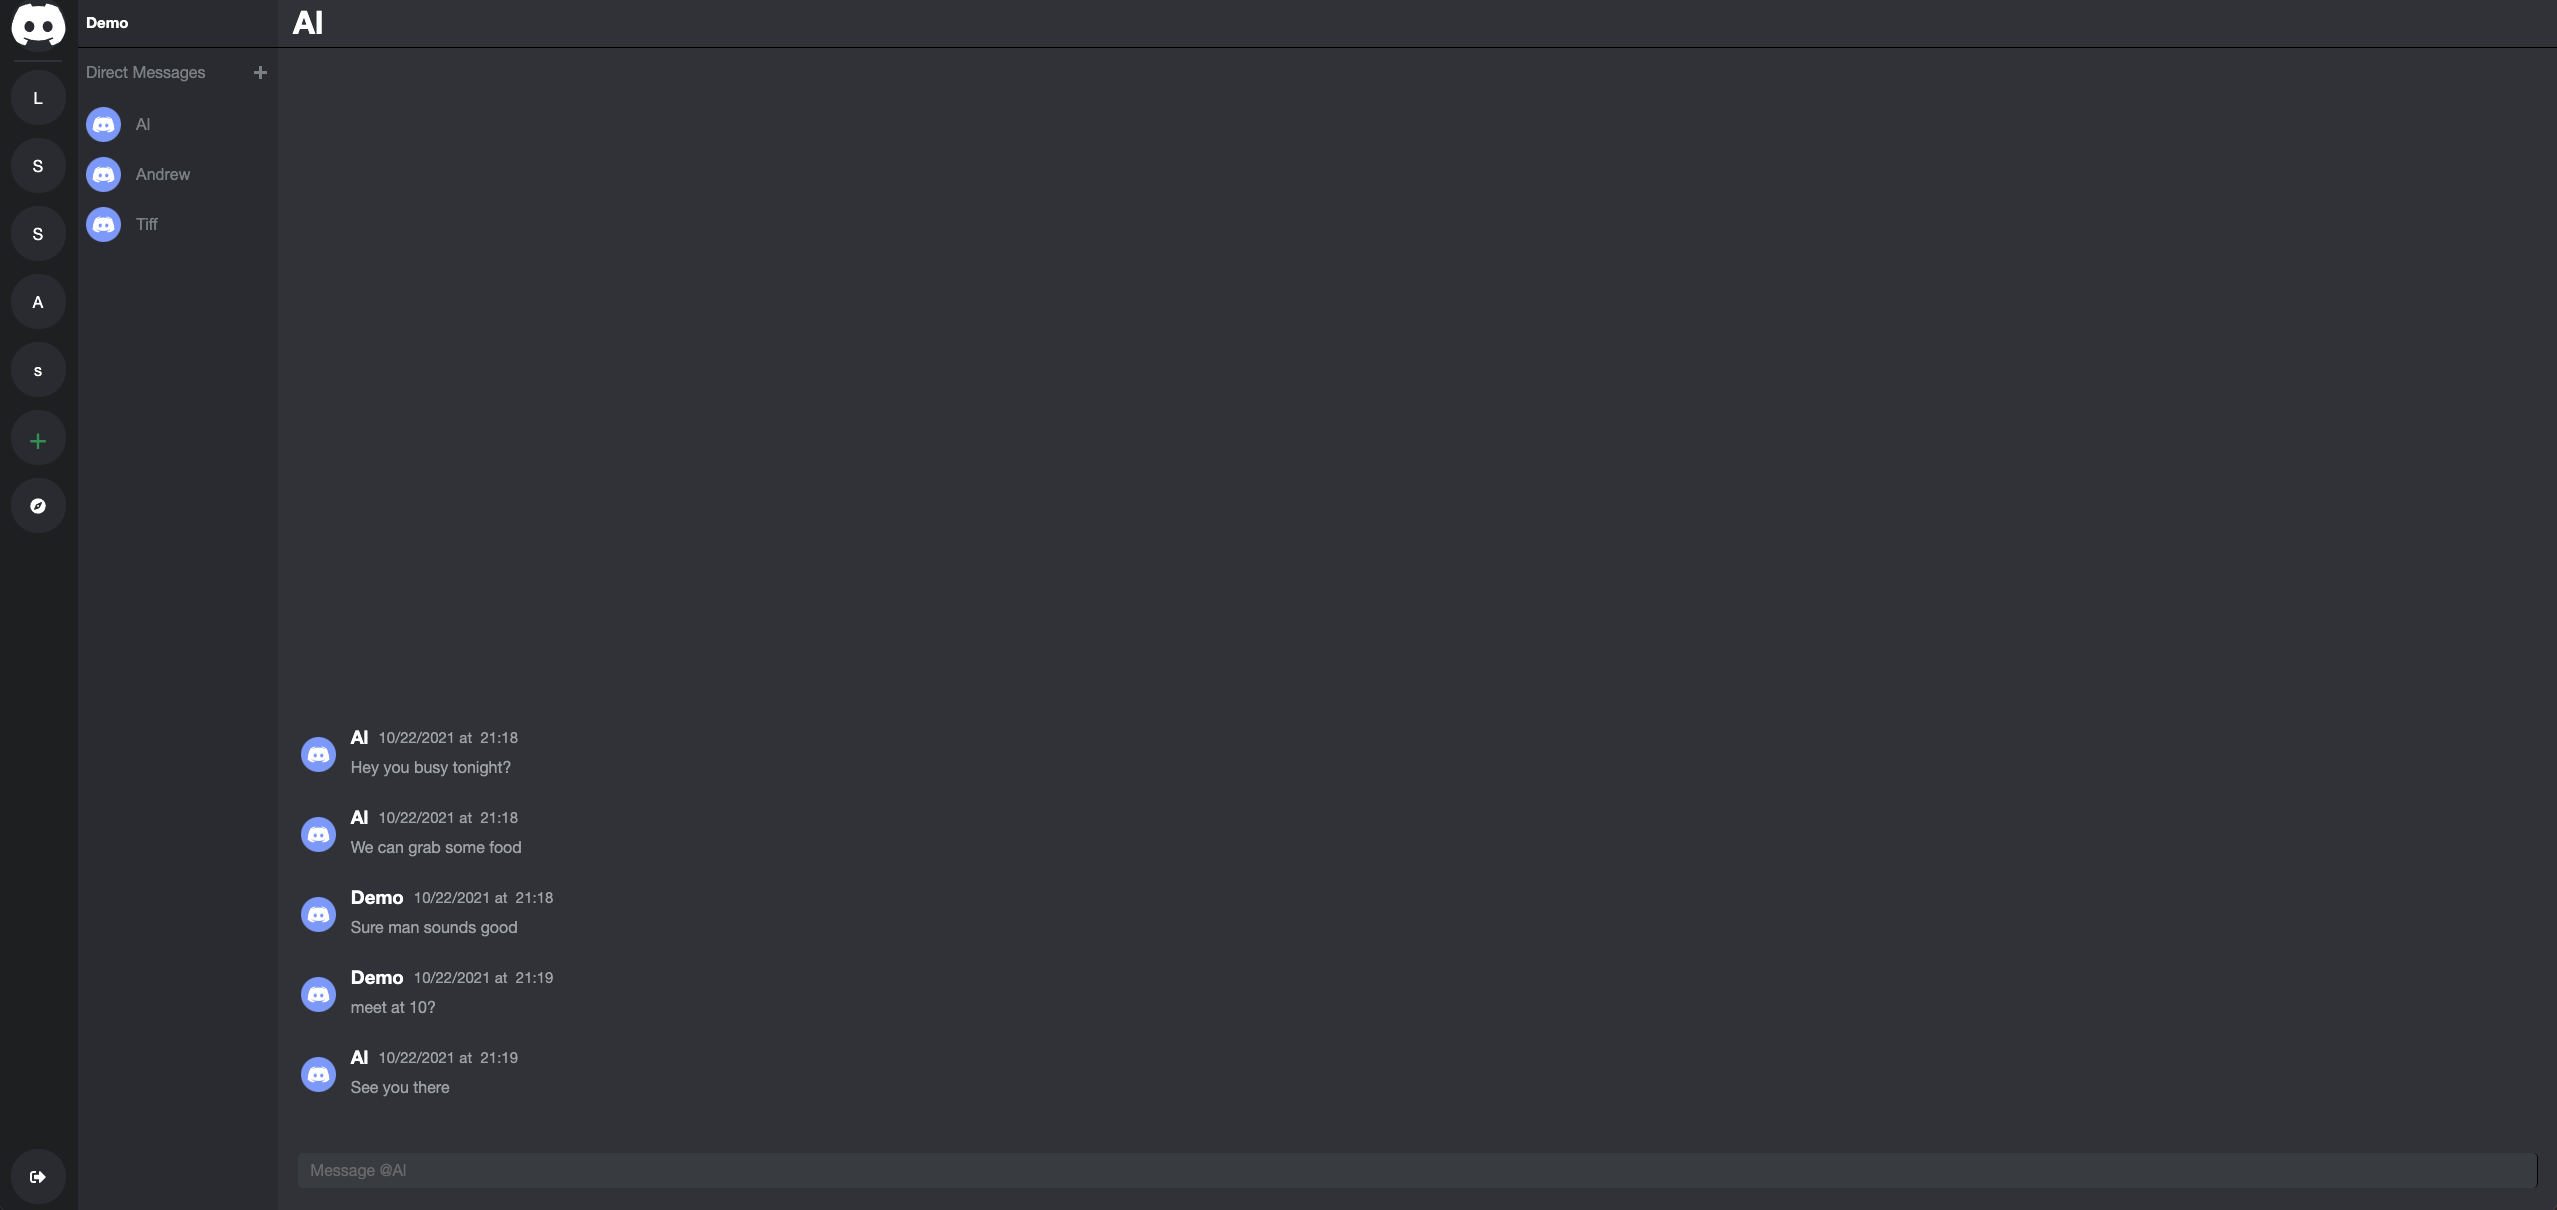 Demo
Al
Direct Messages +
L
S
S
A
s
+
Al
Andrew
Tiff
Al 10/22/2021 at 21:18
Hey you busy tonight?
Al 10/22/2021 at 21:18
We can grab some food
Demo 10/22/2021 at 21:18
Sure man sounds good
Demo 10/22/2021 at 21:19
meet at 10?
Al 10/22/2021 at 21:19
See you there
Message @Al